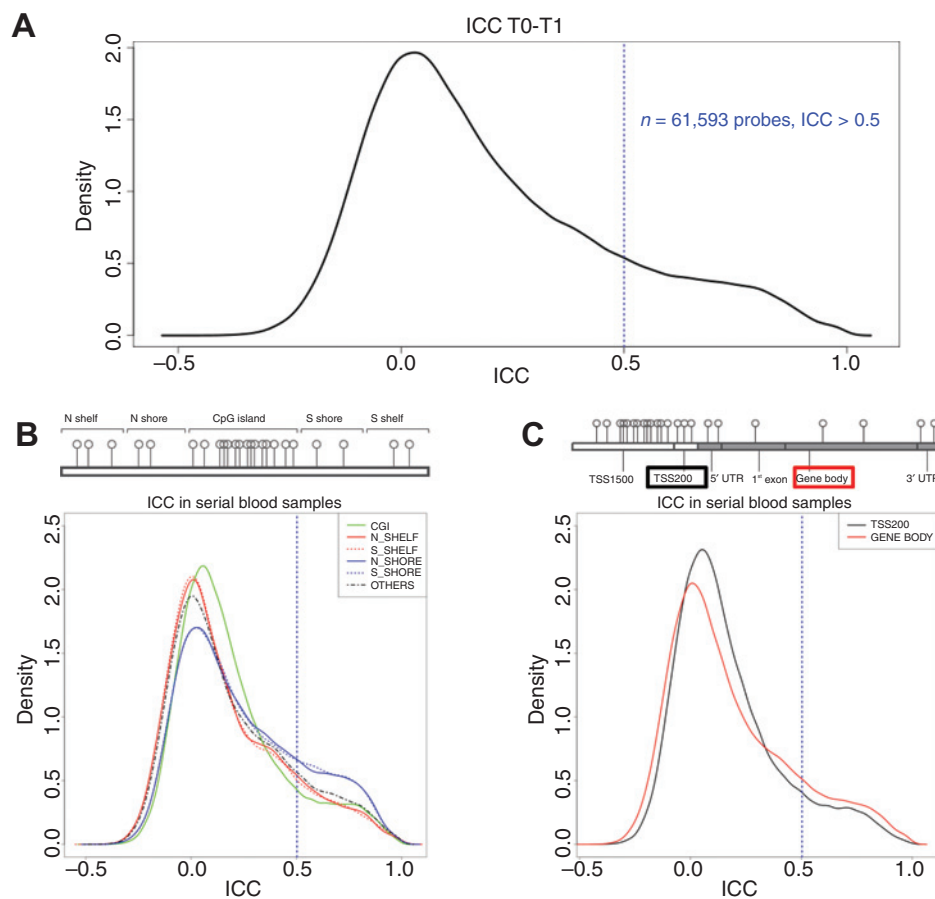 A
ICC T0-T1
Density
2.0
1.5
1.0
0.5
0.0
n = 61,593 probes, ICC > 0.5
−0.5 0.0 0.5 1.0
ICC
B
N shelf N shore CpG island S shore S shelf
ICC in serial blood samples
Density
2.5
2.0
1.5
1.0
0.5
0.0
CGI
N_SHELF
S_SHELF
N_SHORE
S_SHORE
OTHERS
−0.5 0.0 0.5 1.0
ICC
C
TSS1500 TSS200 5′ UTR 1st exon Gene body 3′ UTR
ICC in serial blood samples
Density
2.5
2.0
1.5
1.0
0.5
0.0
TSS200
GENE BODY
−0.5 0.0 0.5 1.0
ICC